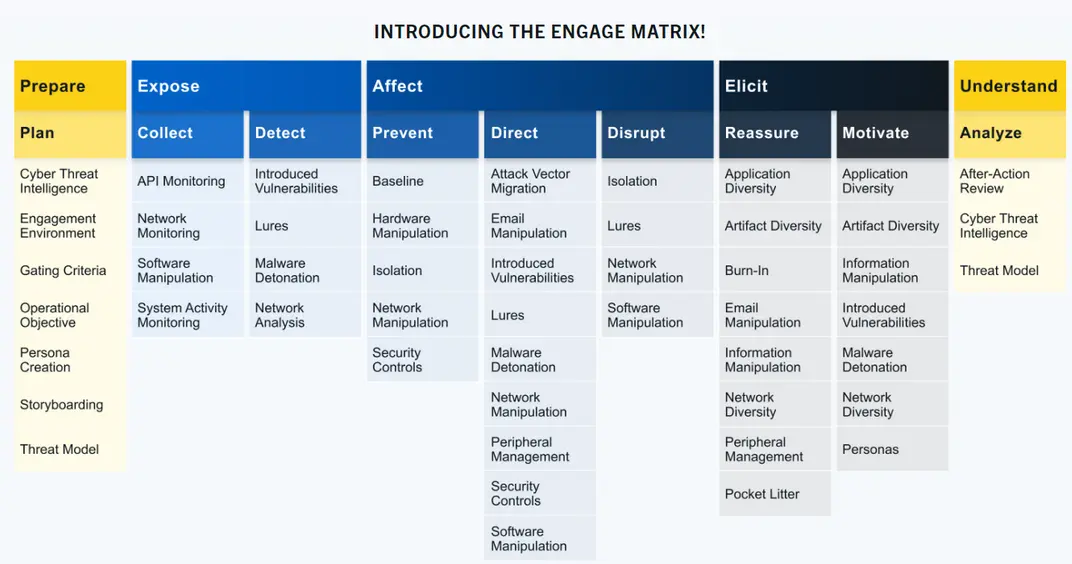 INTRODUCING THE ENGAGE MATRIX!
Prepare
Expose
Affect
Elicit
Understand
Plan
Collect
Detect
Prevent
Direct
Disrupt
Reassure
Motivate
Analyze
Cyber Threat
Intelligence
Engagement
Environment
Gating Criteria
Operational
Objective
Persona
Creation
Storyboarding
Threat Model
API Monitoring
Network
Monitoring
Software
Manipulation
System Activity
Monitoring
Introduced
Vulnerabilities
Lures
Malware
Detonation
Network
Analysis
Baseline
Hardware
Manipulation
Isolation
Network
Manipulation
Security
Controls
Attack Vector
Migration
Email
Manipulation
Introduced
Vulnerabilities
Lures
Malware
Detonation
Network
Manipulation
Peripheral
Management
Security
Controls
Software
Manipulation
Isolation
Lures
Network
Manipulation
Software
Manipulation
Application
Diversity
Artifact Diversity
Burn-In
Email
Manipulation
Information
Manipulation
Network
Diversity
Peripheral
Management
Pocket Litter
Application
Diversity
Artifact Diversity
Information
Manipulation
Introduced
Vulnerabilities
Malware
Detonation
Network
Diversity
Personas
After-Action
Review
Cyber Threat
Intelligence
Threat Model